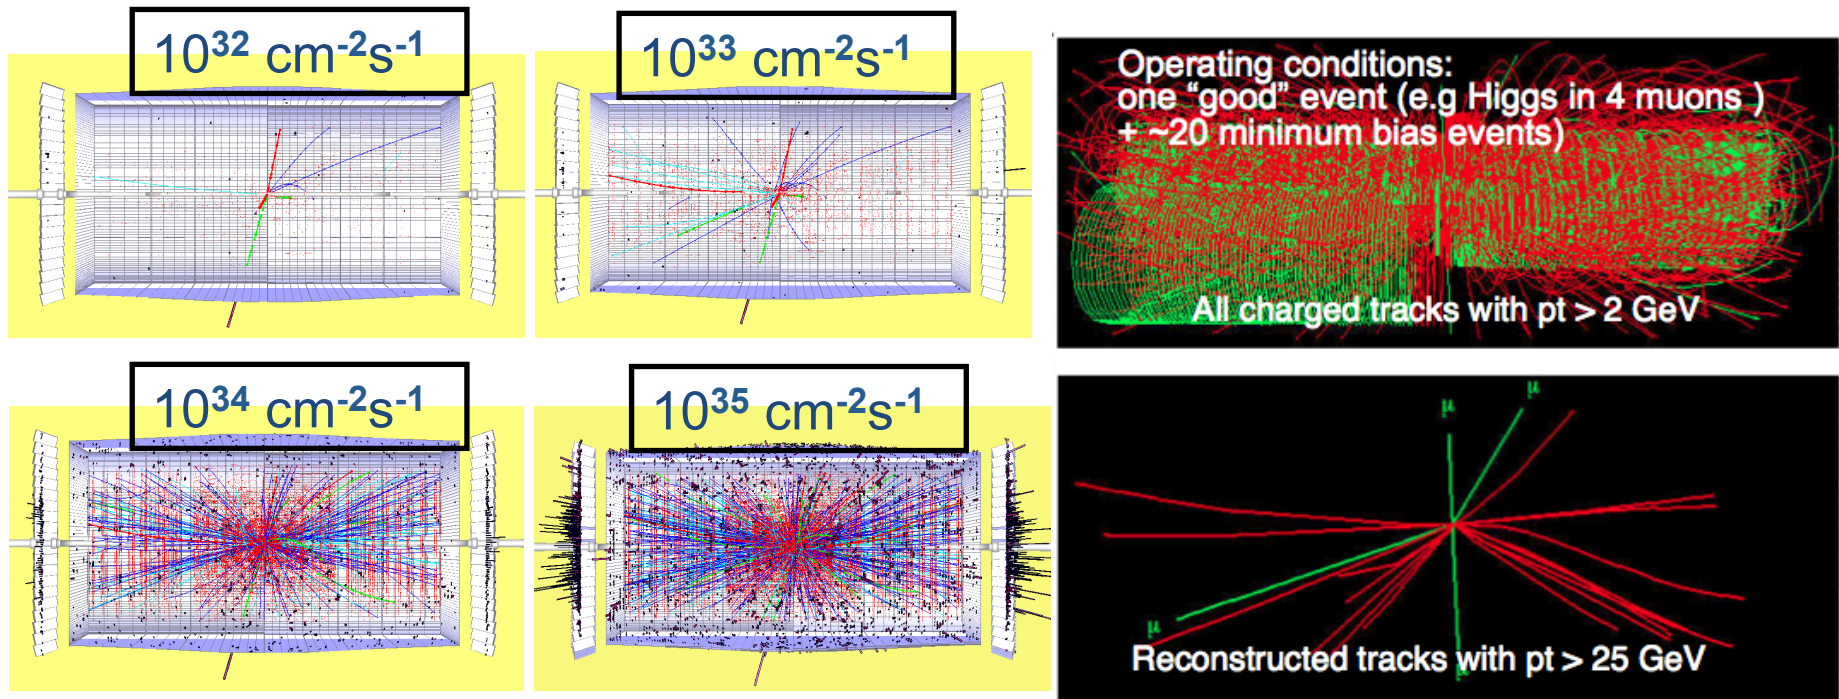 10³² cm⁻²s⁻¹
10³³ cm⁻²s⁻¹
10³⁴ cm⁻²s⁻¹
10³⁵ cm⁻²s⁻¹
Operating conditions:
one “good” event (e.g Higgs in 4 muons )
+ ~20 minimum bias events)
All charged tracks with pt > 2 GeV
μ
μ
μ
μ
Reconstructed tracks with pt > 25 GeV